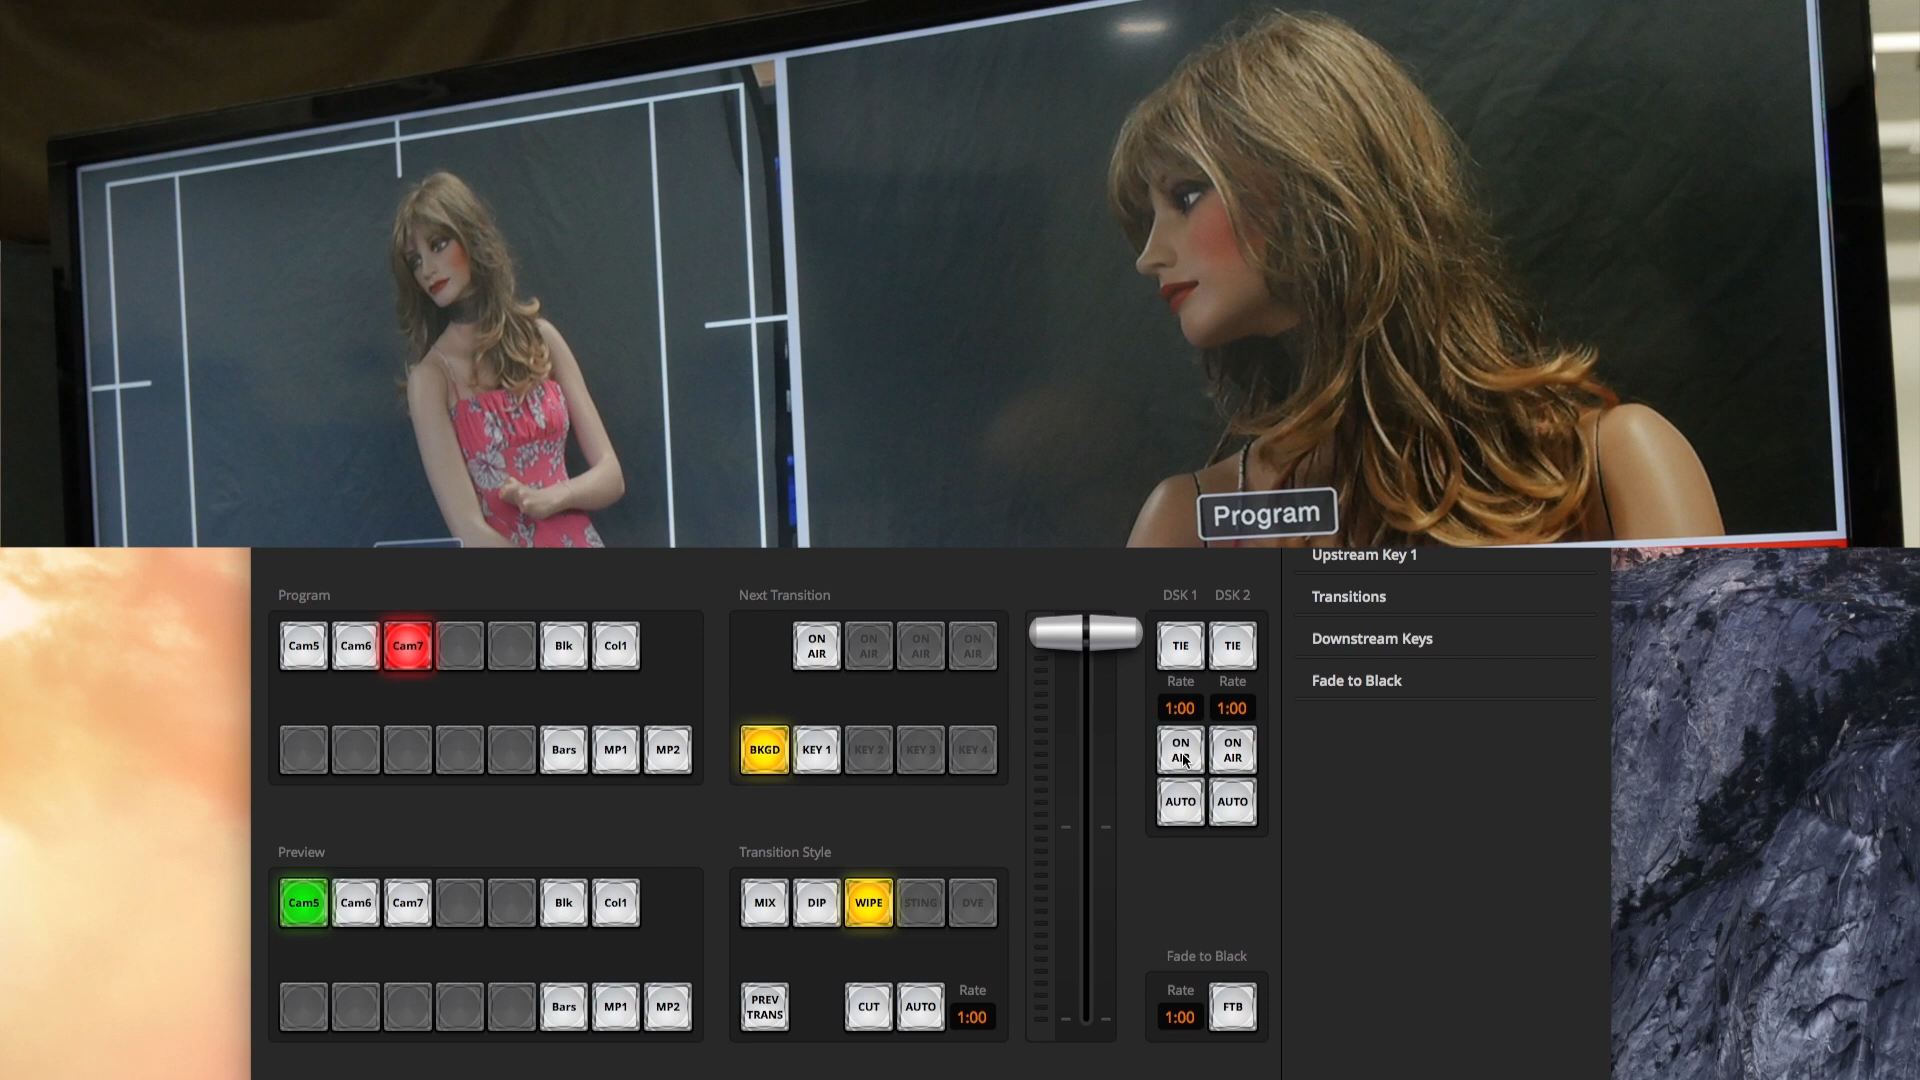 Program
Upstream Key 1
Transitions
Downstream Keys
Fade to Black
Program
Cam5 Cam6 Cam7 Blk Col1
Bars MP1 MP2
Next Transition
ON AIR ON AIR ON AIR ON AIR
BKGD KEY 1 KEY 2 KEY 3 KEY 4
DSK 1 DSK 2
TIE TIE
Rate Rate
1:00 1:00
ON AIR ON AIR
AUTO AUTO
Preview
Cam5 Cam6 Cam7 Blk Col1
Bars MP1 MP2
Transition Style
MIX DIP WIPE STING DVE
PREV TRANS CUT AUTO Rate 1:00
Fade to Black
Rate
1:00 FTB